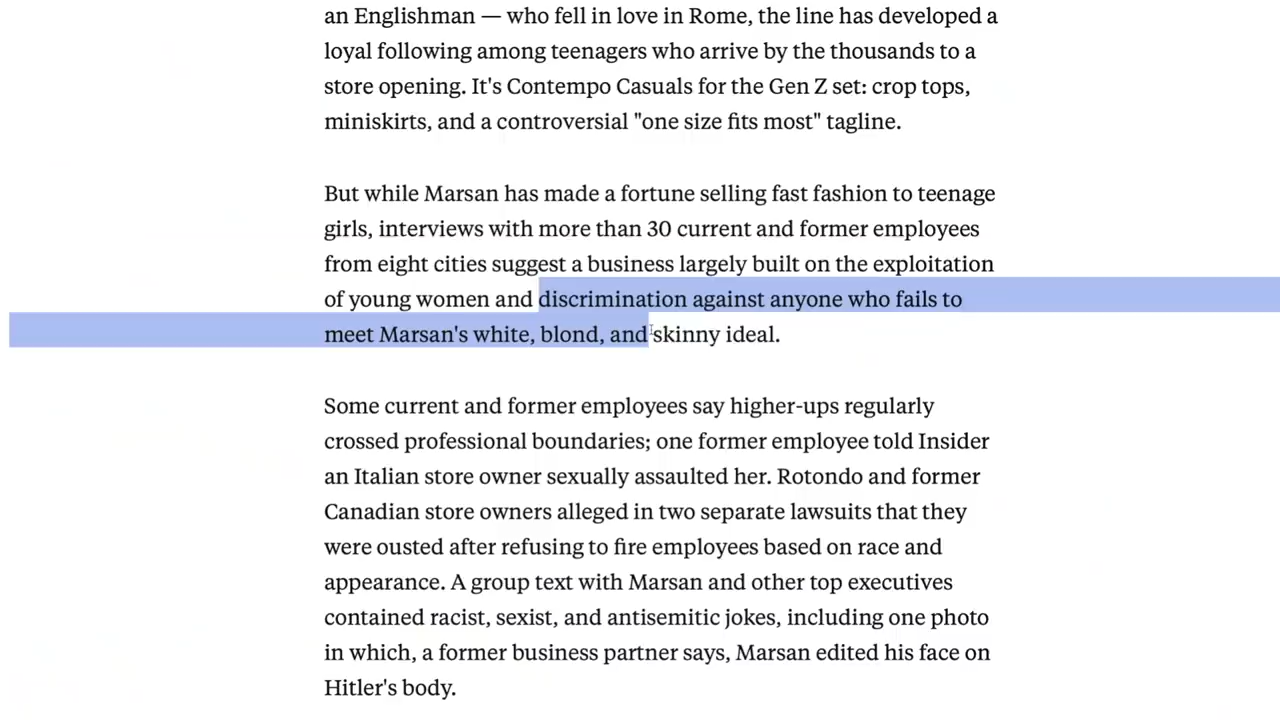 an Englishman — who fell in love in Rome, the line has developed a
loyal following among teenagers who arrive by the thousands to a
store opening. It's Contempo Casuals for the Gen Z set: crop tops,
miniskirts, and a controversial "one size fits most" tagline.
But while Marsan has made a fortune selling fast fashion to teenage
girls, interviews with more than 30 current and former employees
from eight cities suggest a business largely built on the exploitation
of young women and discrimination against anyone who fails to
meet Marsan's white, blond, and skinny ideal.
Some current and former employees say higher-ups regularly
crossed professional boundaries; one former employee told Insider
an Italian store owner sexually assaulted her. Rotondo and former
Canadian store owners alleged in two separate lawsuits that they
were ousted after refusing to fire employees based on race and
appearance. A group text with Marsan and other top executives
contained racist, sexist, and antisemitic jokes, including one photo
in which, a former business partner says, Marsan edited his face on
Hitler's body.